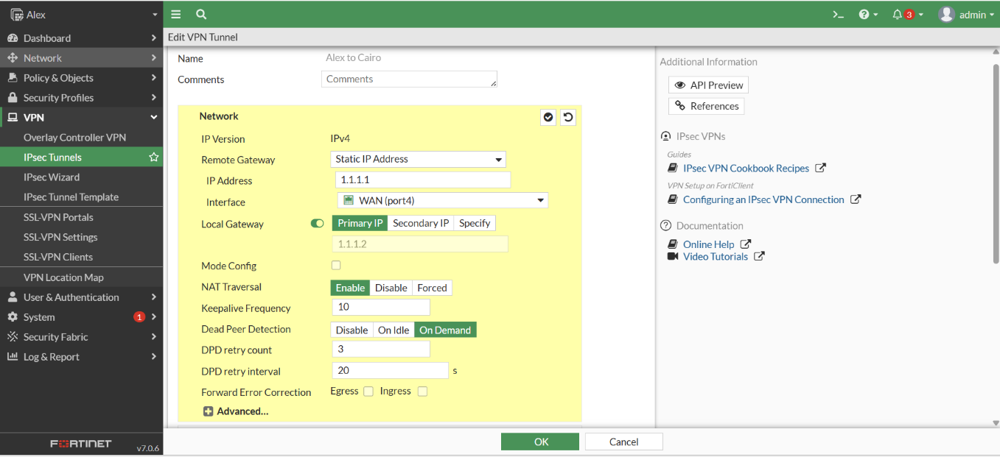 Alex
admin
3
Dashboard
Network
Policy & Objects
Security Profiles
VPN
Overlay Controller VPN
IPsec Tunnels
IPsec Wizard
IPsec Tunnel Template
SSL-VPN Portals
SSL-VPN Settings
SSL-VPN Clients
VPN Location Map
User & Authentication
System 1
Security Fabric
Log & Report
FORTINET v7.0.6
Edit VPN Tunnel
Name Alex to Cairo
Comments Comments
Network
IP Version IPv4
Remote Gateway Static IP Address
IP Address 1.1.1.1
Interface WAN (port4)
Local Gateway Primary IP Secondary IP Specify
1.1.1.2
Mode Config
NAT Traversal Enable Disable Forced
Keepalive Frequency 10
Dead Peer Detection Disable On Idle On Demand
DPD retry count 3
DPD retry interval 20 s
Forward Error Correction Egress Ingress
Advanced...
OK Cancel
Additional Information
API Preview
References
IPsec VPNs
Guides
IPsec VPN Cookbook Recipes
VPN Setup on FortiClient
Configuring an IPsec VPN Connection
Documentation
Online Help
Video Tutorials